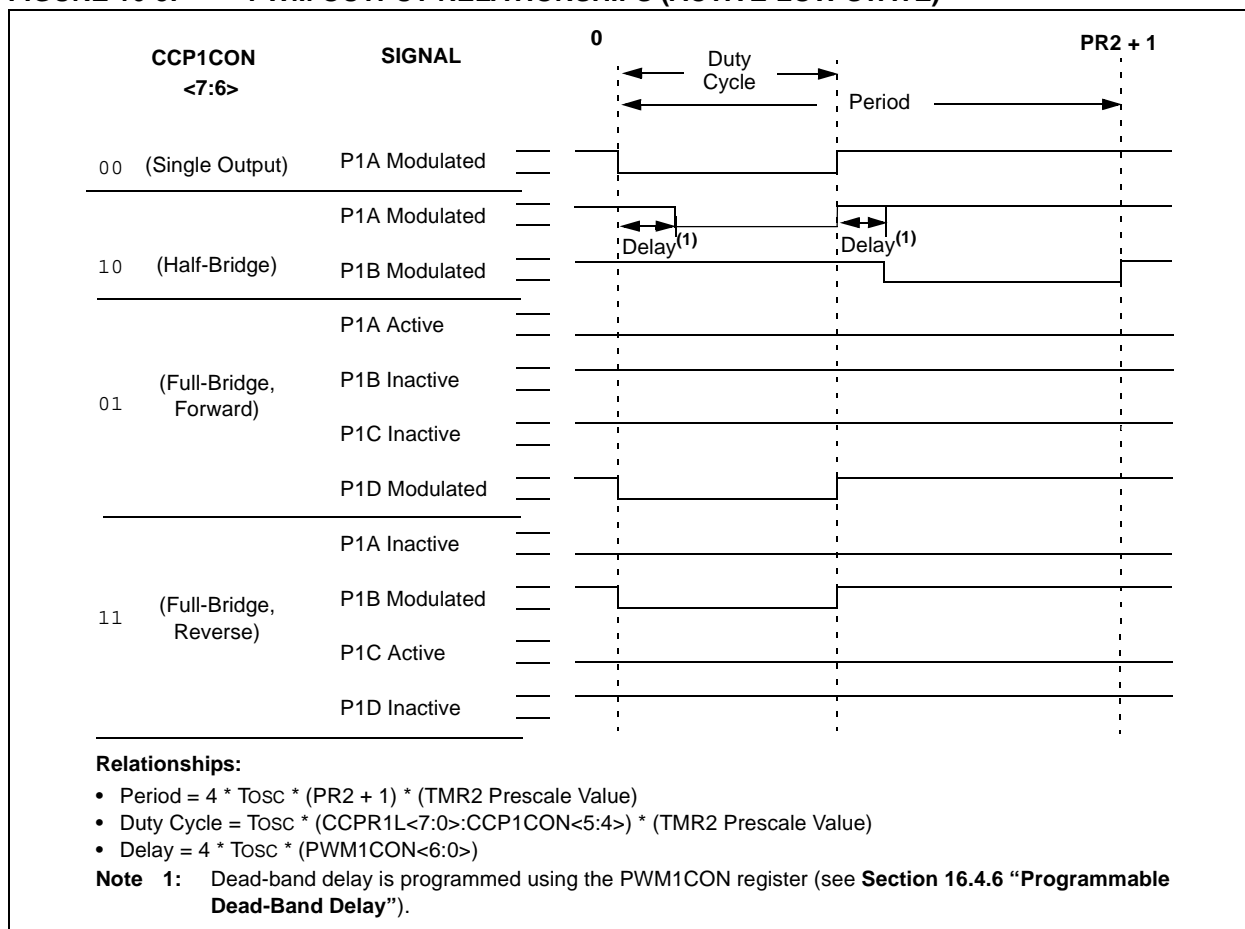 0
PR2 + 1
CCP1CON
<7:6>
SIGNAL
Duty
Cycle
Period
00 (Single Output) P1A Modulated
P1A Modulated
Delay(1) Delay(1)
10 (Half-Bridge) P1B Modulated
P1A Active
(Full-Bridge,
Forward)
P1B Inactive
01
P1C Inactive
P1D Modulated
P1A Inactive
(Full-Bridge,
Reverse)
P1B Modulated
11
P1C Active
P1D Inactive
Relationships:
• Period = 4 * TOSC * (PR2 + 1) * (TMR2 Prescale Value)
• Duty Cycle = TOSC * (CCPR1L<7:0>:CCP1CON<5:4>) * (TMR2 Prescale Value)
• Delay = 4 * TOSC * (PWM1CON<6:0>)
Note 1: Dead-band delay is programmed using the PWM1CON register (see Section 16.4.6 “Programmable
Dead-Band Delay”).